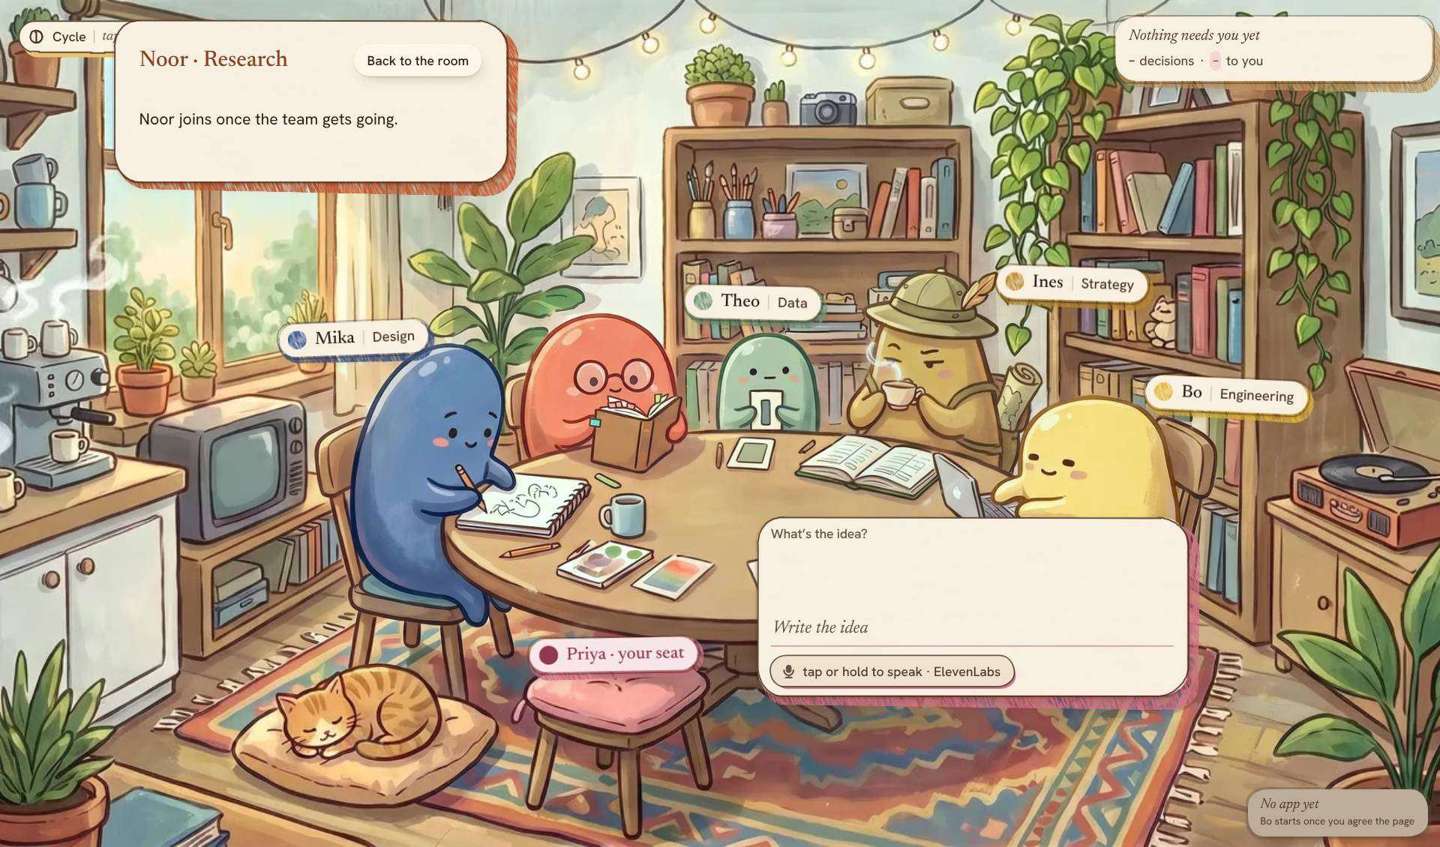 Cycle
Noor · Research
Back to the room
Noor joins once the team gets going.
Nothing needs you yet
– decisions · – to you
Mika | Design
Theo | Data
Ines | Strategy
Bo | Engineering
What's the idea?
Write the idea
tap or hold to speak · ElevenLabs
Priya · your seat
No app yet
Bo starts once you agree the page